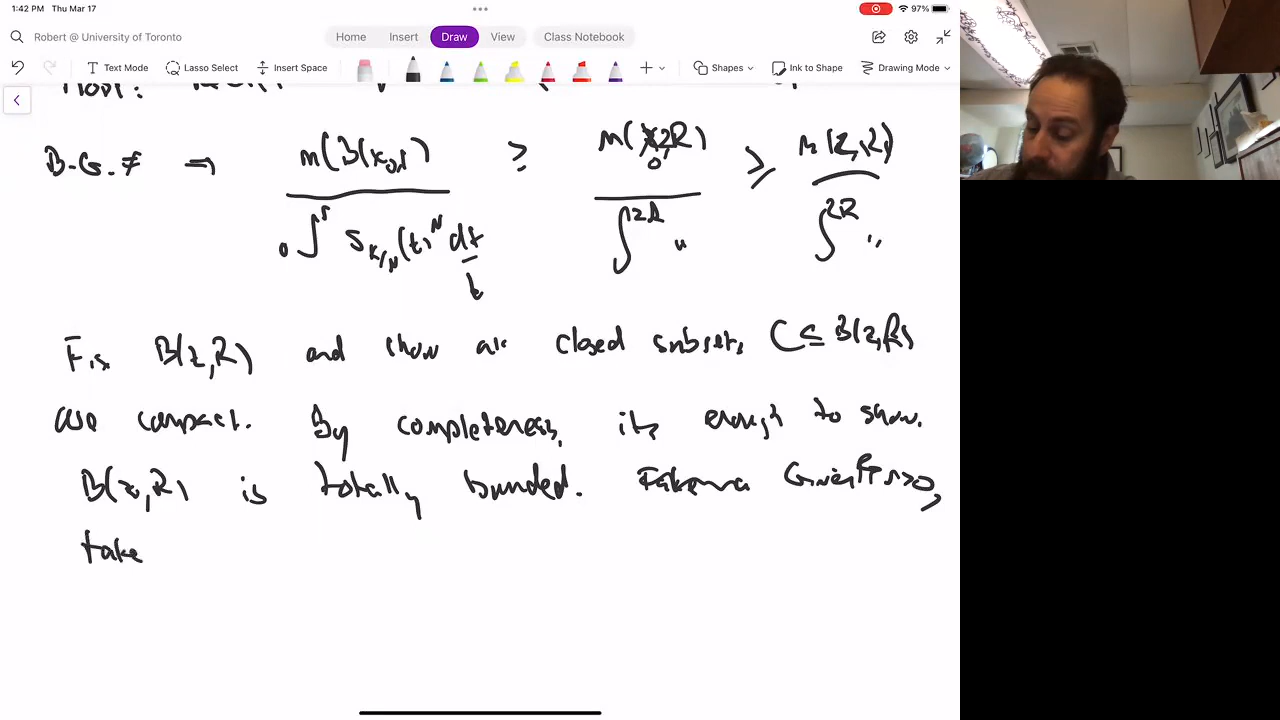 1:42 PM Thu Mar 17
97%
Robert @ University of Toronto
Home Insert Draw View Class Notebook
Text Mode Lasso Select Insert Space Shapes Ink to Shape Drawing Mode
B.G. ≠ ⇒ m(B(x₀,r)) / ₀∫^r S_{K/N}(t)^N dt ≥ m(x₀,2R) / ∫^{2R} " ≥ m(z,R) / ∫^{2R} "
Fix B(z,R) and show all closed subsets C ⊆ B(z,R)
are compact. By completeness, its enough to show
B(z,R) is totally bounded. Given r>0,
take